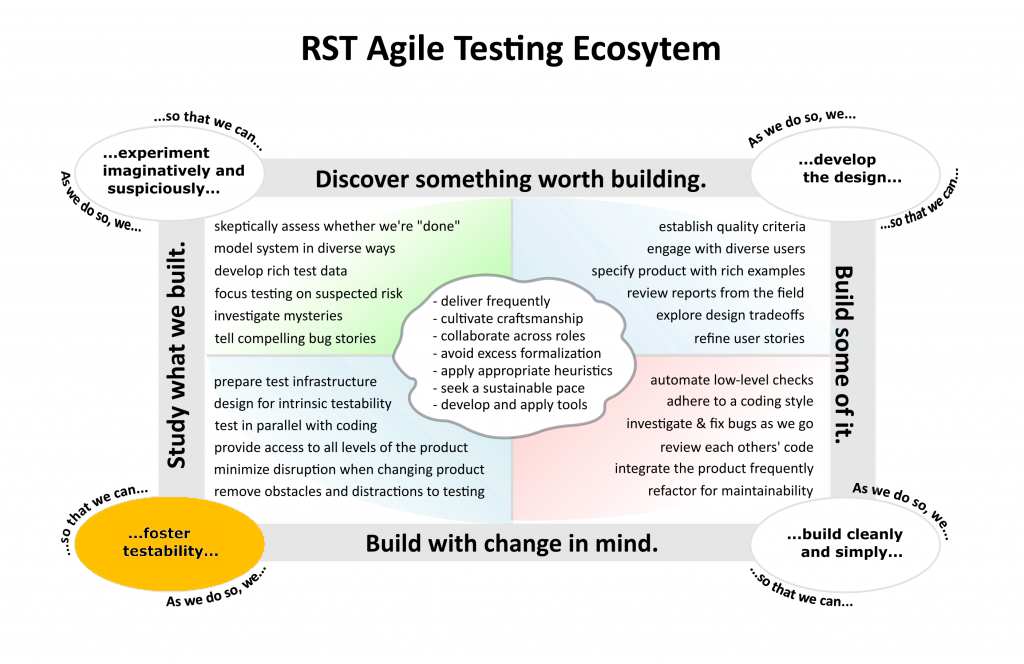 RST Agile Testing Ecosytem
...so that we can...
...experiment
imaginatively and
suspiciously...
As we do so, we...
Discover something worth building.
As we do so, we...
...develop
the design...
...so that we can...
Study what we built.
skeptically assess whether we're "done"
model system in diverse ways
develop rich test data
focus testing on suspected risk
investigate mysteries
tell compelling bug stories
establish quality criteria
engage with diverse users
specify product with rich examples
review reports from the field
explore design tradeoffs
refine user stories
Build some of it.
- deliver frequently
- cultivate craftsmanship
- collaborate across roles
- avoid excess formalization
- apply appropriate heuristics
- seek a sustainable pace
- develop and apply tools
prepare test infrastructure
design for intrinsic testability
test in parallel with coding
provide access to all levels of the product
minimize disruption when changing product
remove obstacles and distractions to testing
automate low-level checks
adhere to a coding style
investigate & fix bugs as we go
review each others' code
integrate the product frequently
refactor for maintainability
...so that we can...
...foster
testability...
As we do so, we...
Build with change in mind.
As we do so, we...
...build cleanly
and simply...
...so that we can...